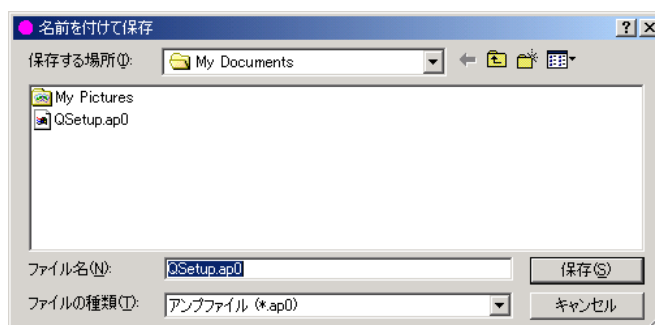 名前を付けて保存
保存する場所(I): My Documents
My Pictures
QSetup.ap0
ファイル名(N): QSetup.ap0 保存(S)
ファイルの種類(T): アンプファイル (*.ap0) キャンセル